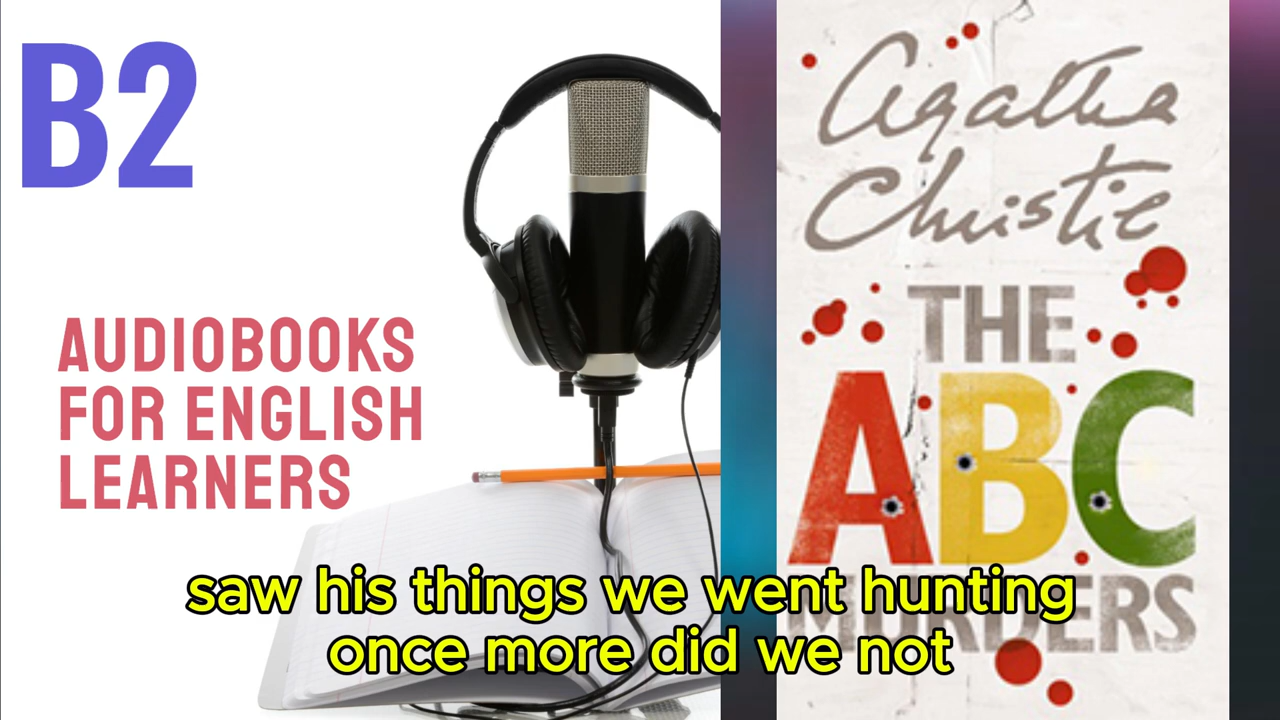 B2
AUDIOBOOKS
FOR ENGLISH
LEARNERS
Agatha
Christie
THE
ABC
MURDERS
saw his things we went hunting
once more did we not